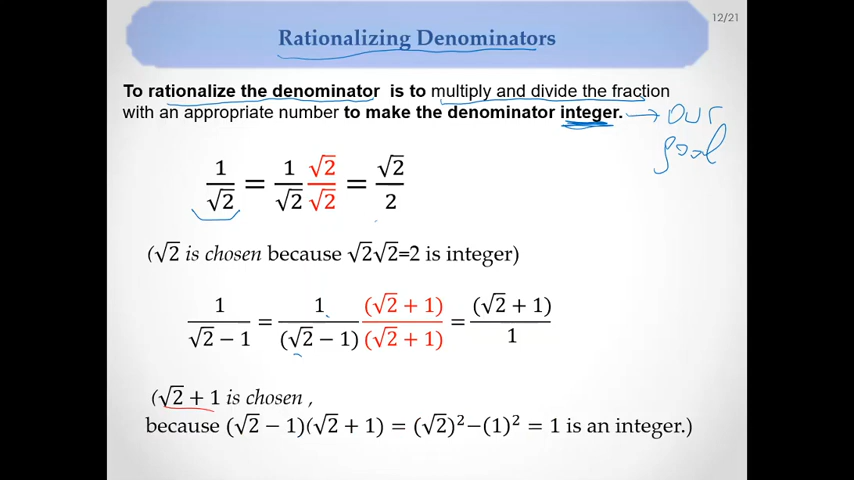 12/21
Rationalizing Denominators
To rationalize the denominator is to multiply and divide the fraction
with an appropriate number to make the denominator integer. → our
goal
1/√2 = 1/√2 √2/√2 = √2/2
(√2 is chosen because √2√2=2 is integer)
1/(√2 − 1) = 1/(√2 − 1) (√2 + 1)/(√2 + 1) = (√2 + 1)/1
(√2 + 1 is chosen ,
because (√2 − 1)(√2 + 1) = (√2)²−(1)² = 1 is an integer.)